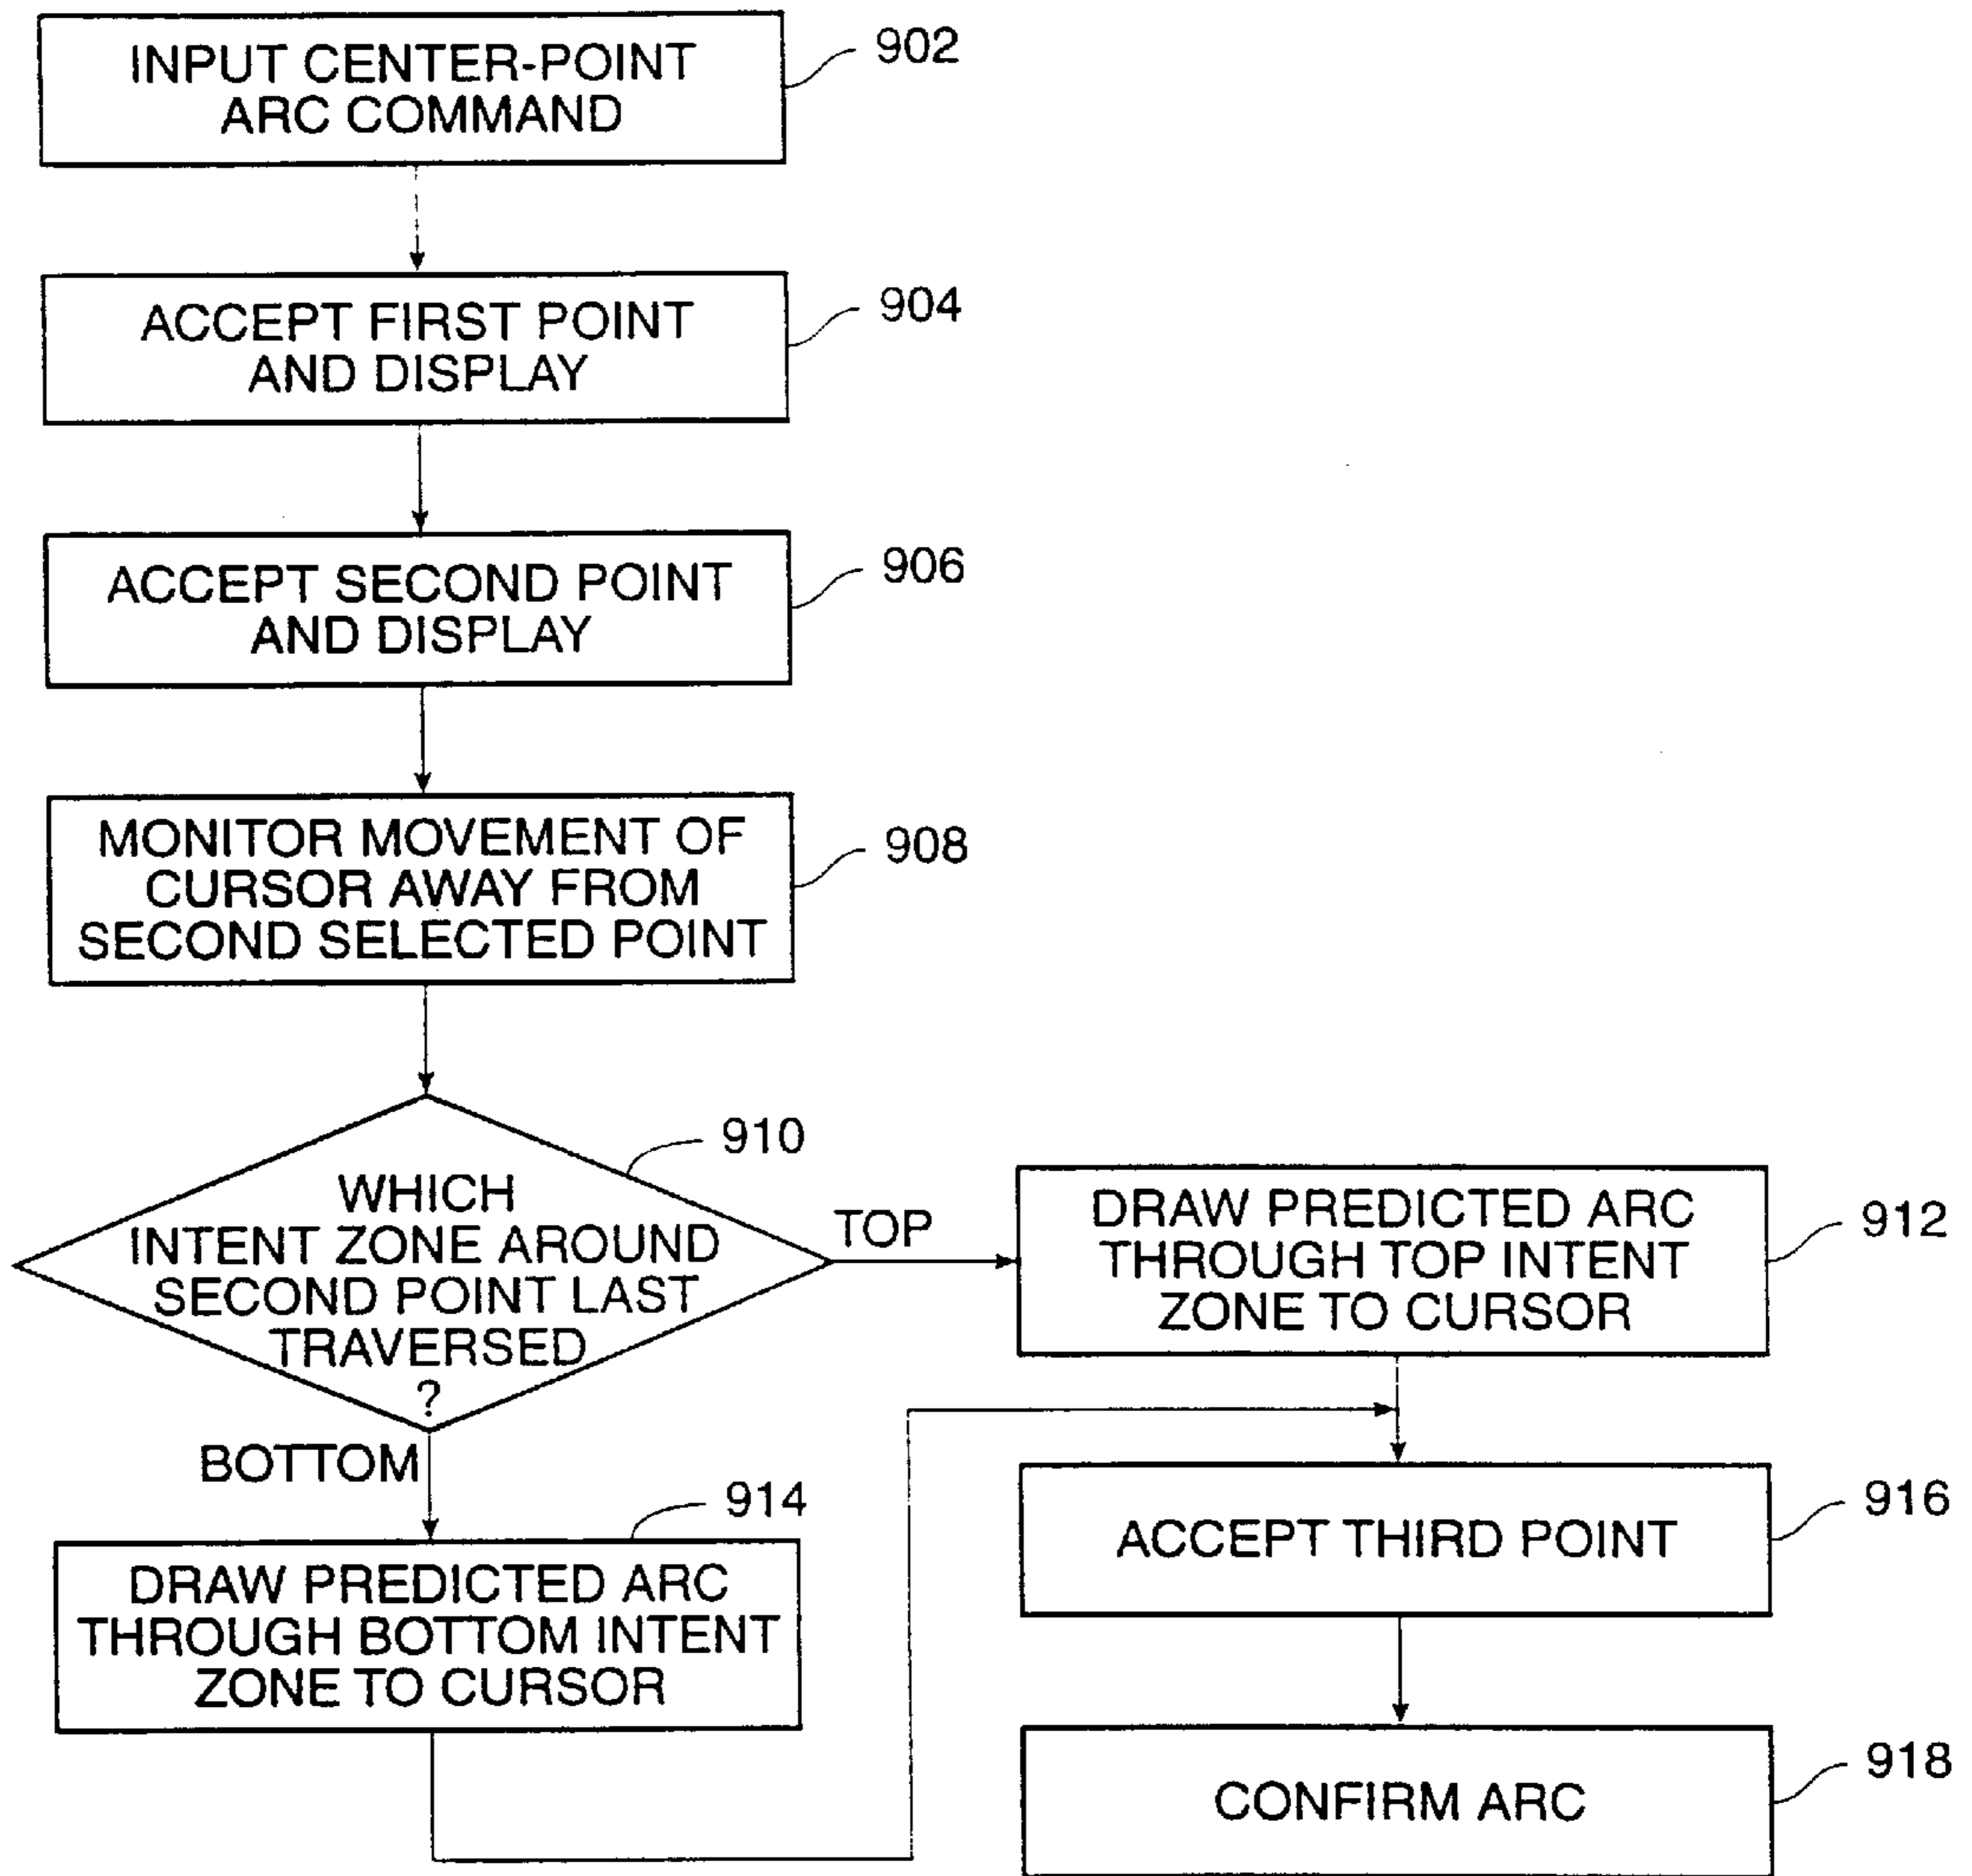 INPUT CENTER-POINT
ARC COMMAND
902
ACCEPT FIRST POINT
AND DISPLAY
904
ACCEPT SECOND POINT
AND DISPLAY
906
MONITOR MOVEMENT OF
CURSOR AWAY FROM
SECOND SELECTED POINT
908
910
WHICH
INTENT ZONE AROUND
SECOND POINT LAST
TRAVERSED
?
TOP
DRAW PREDICTED ARC
THROUGH TOP INTENT
ZONE TO CURSOR
912
BOTTOM
914
DRAW PREDICTED ARC
THROUGH BOTTOM INTENT
ZONE TO CURSOR
ACCEPT THIRD POINT
916
CONFIRM ARC
918